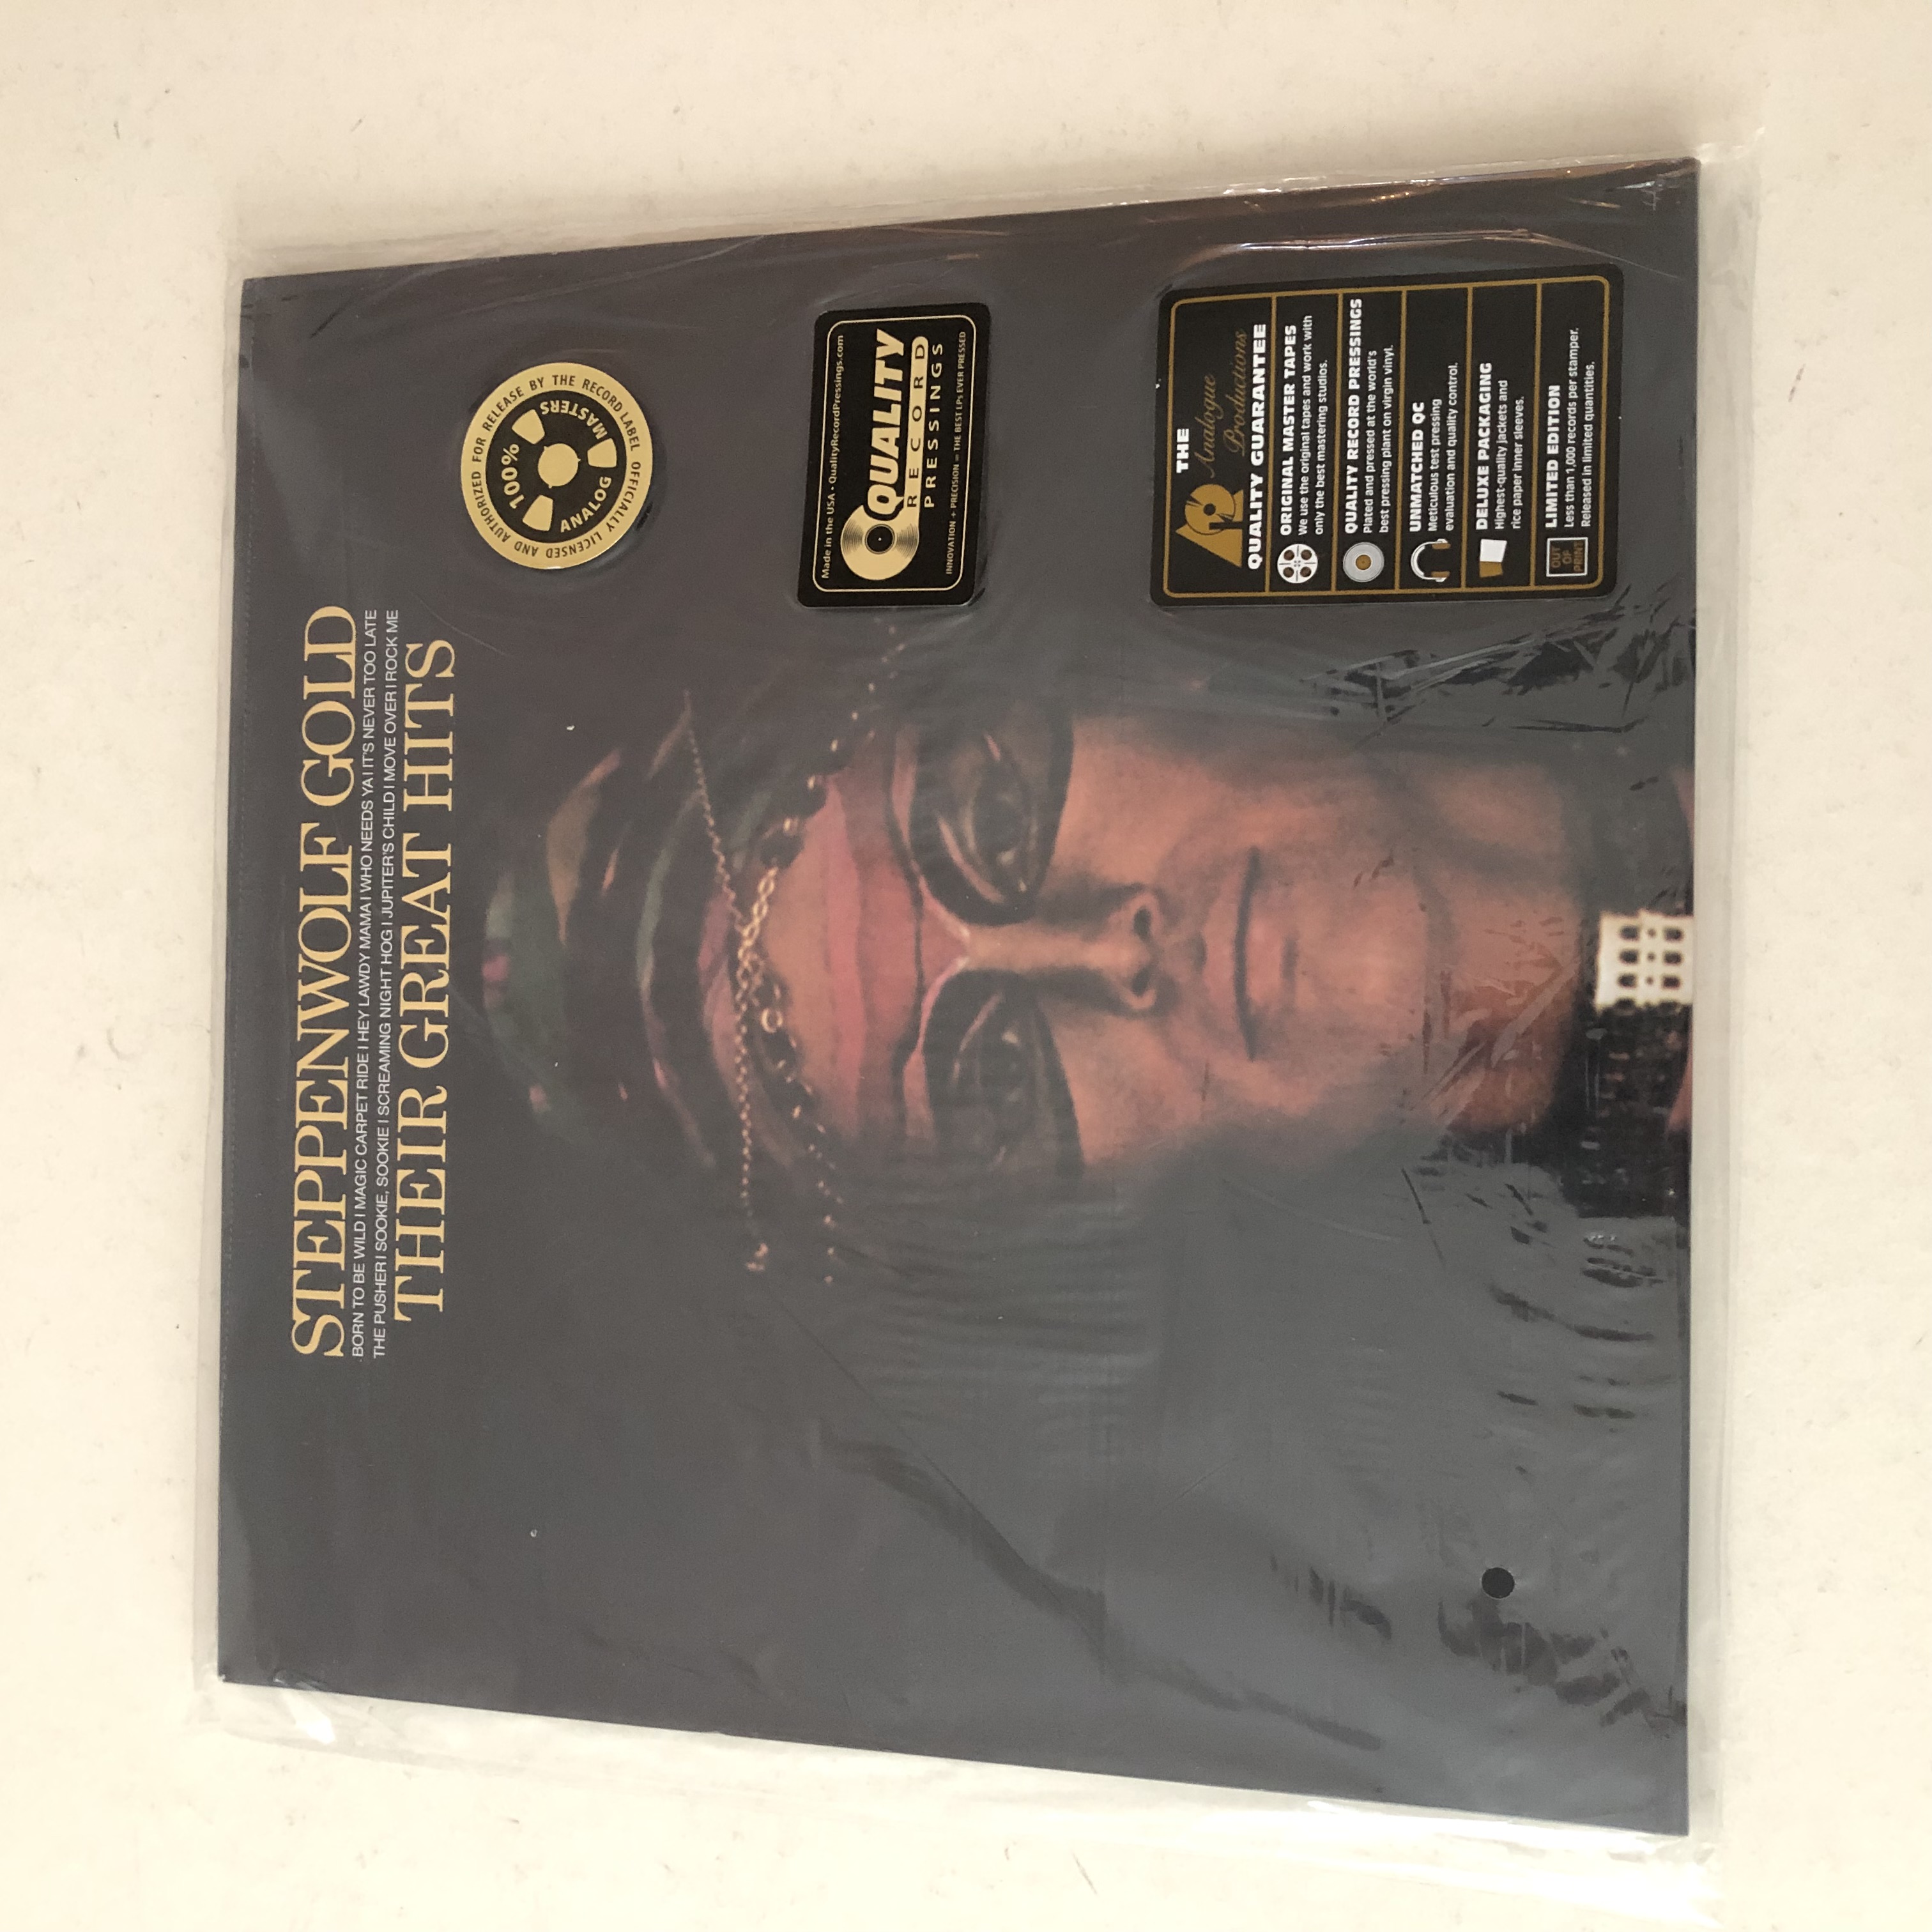 STEPPENWOLF GOLD
BORN TO BE WILD I MAGIC CARPET RIDE I HEY LAWDY MAMA I WHO NEEDS YA I IT'S NEVER TOO LATE
THE PUSHER I SOOKIE, SOOKIE I SCREAMING NIGHT HOG I JUPITER'S CHILD I MOVE OVER I ROCK ME
THEIR GREAT HITS
OFFICIALLY LICENSED AND AUTHORIZED FOR RELEASE BY THE RECORD LABEL
100%
ANALOG
MASTERS
Made in the USA • QualityRecordPressings.com
QUALITY
RECORD
PRESSINGS
INNOVATION + PRECISION = THE BEST LPs EVER PRESSED
THE
Analogue
Productions
QUALITY GUARANTEE
ORIGINAL MASTER TAPES
We use the original tapes and work with
only the best mastering studios.
QUALITY RECORD PRESSINGS
Plated and pressed at the world's
best pressing plant on virgin vinyl.
UNMATCHED QC
Meticulous test pressing
evaluation and quality control.
DELUXE PACKAGING
Highest-quality jackets and
rice paper inner sleeves.
OUT
OF
PRINT
LIMITED EDITION
Less than 1,000 records per stamper.
Released in limited quantities.